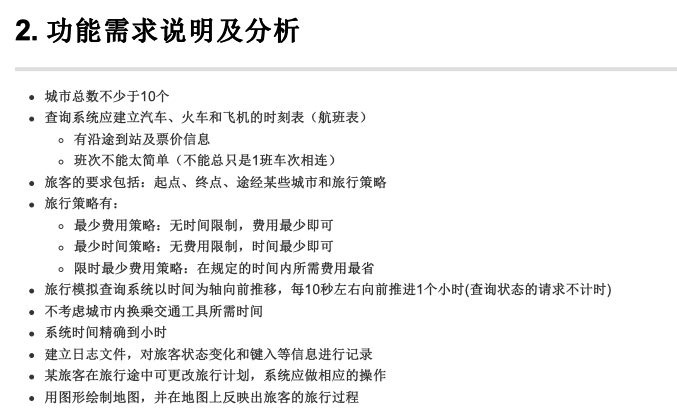 2. 功能需求说明及分析
城市总数不少于10个
查询系统应建立汽车、火车和飞机的时刻表（航班表）
有沿途到站及票价信息
班次不能太简单（不能总只是1班车次相连）
旅客的要求包括：起点、终点、途经某些城市和旅行策略
旅行策略有：
最少费用策略：无时间限制，费用最少即可
最少时间策略：无费用限制，时间最少即可
限时最少费用策略：在规定的时间内所需费用最省
旅行模拟查询系统以时间为轴向前推移，每10秒左右向前推进1个小时(查询状态的请求不计时)
不考虑城市内换乘交通工具所需时间
系统时间精确到小时
建立日志文件，对旅客状态变化和键入等信息进行记录
某旅客在旅行途中可更改旅行计划，系统应做相应的操作
用图形绘制地图，并在地图上反映出旅客的旅行过程